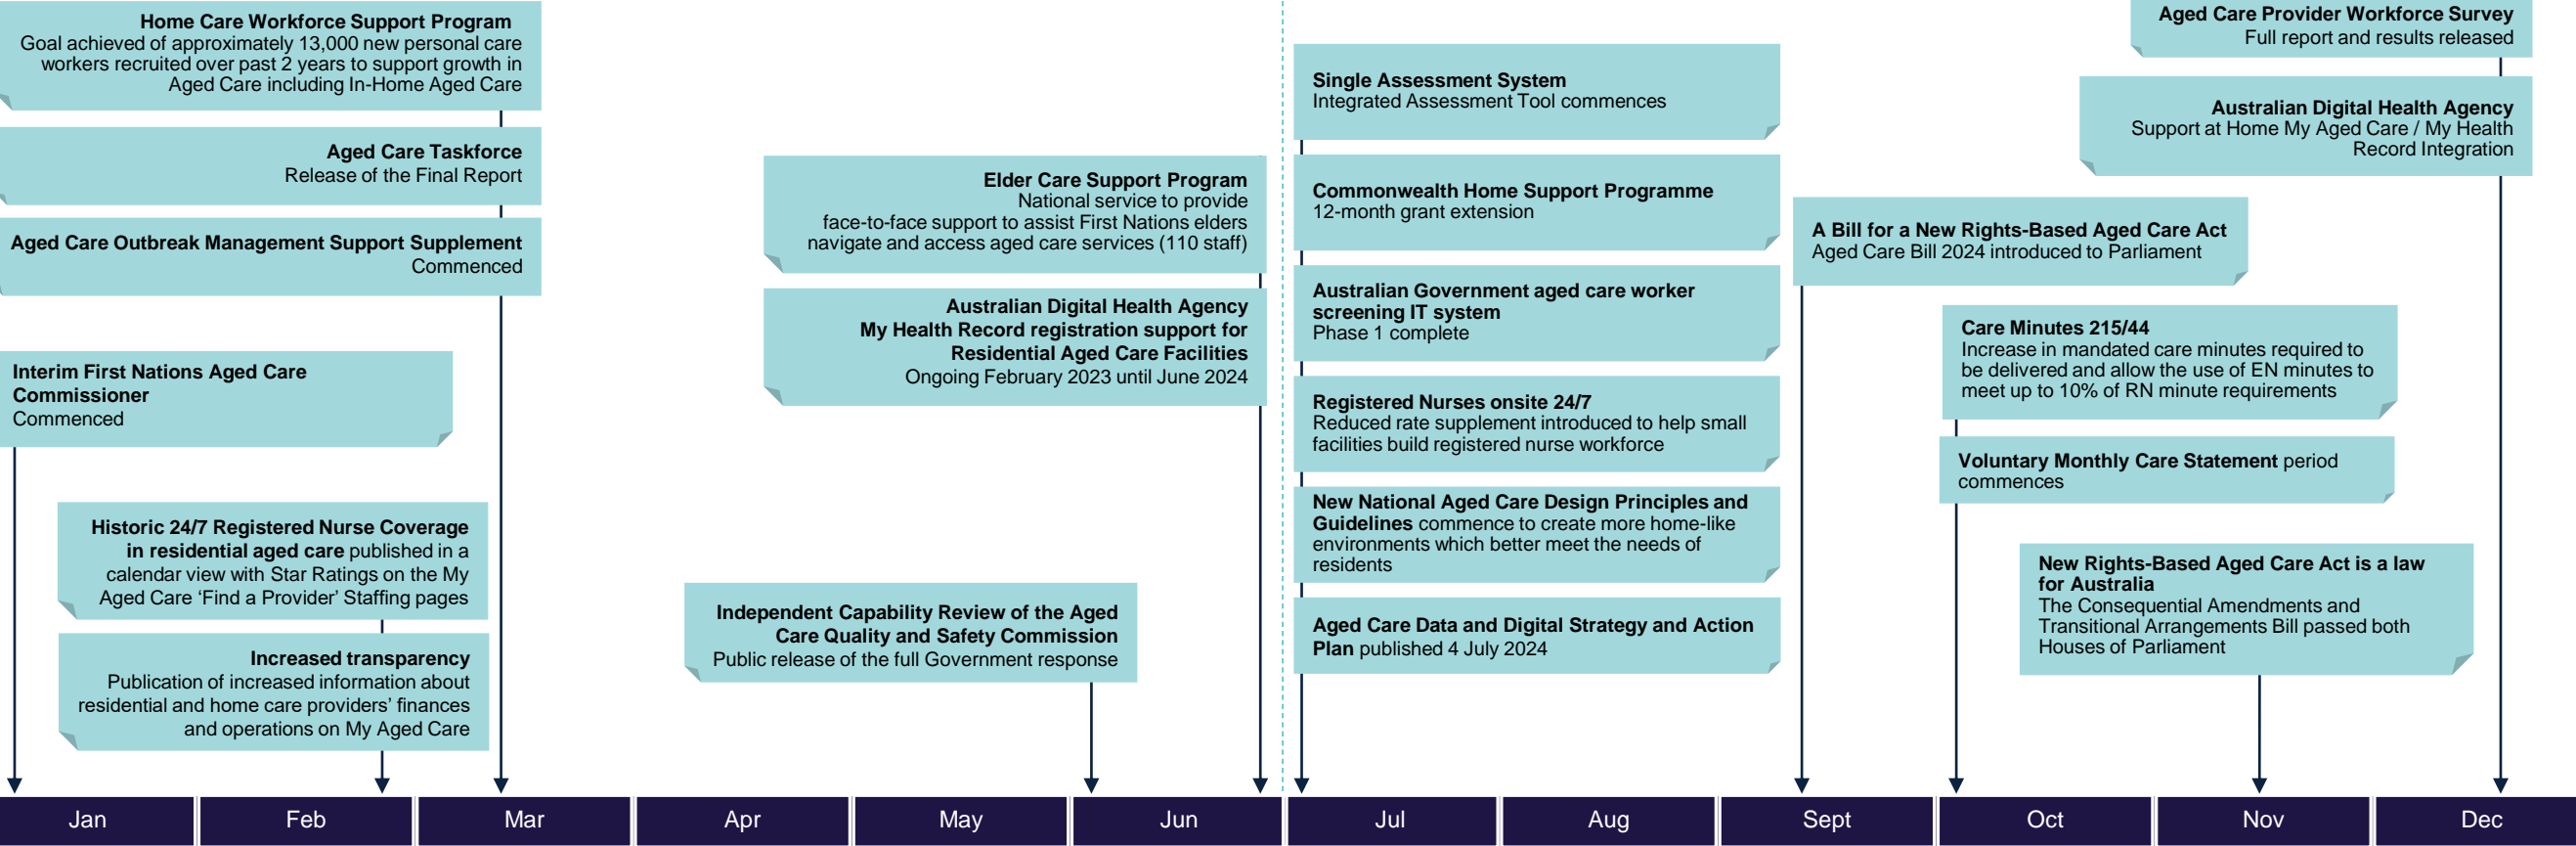 Home Care Workforce Support Program
Goal achieved of approximately 13,000 new personal care
workers recruited over past 2 years to support growth in
Aged Care including In-Home Aged Care
Aged Care Taskforce
Release of the Final Report
Aged Care Outbreak Management Support Supplement
Commenced
Interim First Nations Aged Care
Commissioner
Commenced
Historic 24/7 Registered Nurse Coverage
in residential aged care published in a
calendar view with Star Ratings on the My
Aged Care ‘Find a Provider’ Staffing pages
Increased transparency
Publication of increased information about
residential and home care providers’ finances
and operations on My Aged Care
Elder Care Support Program
National service to provide
face-to-face support to assist First Nations elders
navigate and access aged care services (110 staff)
Australian Digital Health Agency
My Health Record registration support for
Residential Aged Care Facilities
Ongoing February 2023 until June 2024
Independent Capability Review of the Aged
Care Quality and Safety Commission
Public release of the full Government response
Single Assessment System
Integrated Assessment Tool commences
Commonwealth Home Support Programme
12-month grant extension
Australian Government aged care worker
screening IT system
Phase 1 complete
Registered Nurses onsite 24/7
Reduced rate supplement introduced to help small
facilities build registered nurse workforce
New National Aged Care Design Principles and
Guidelines commence to create more home-like
environments which better meet the needs of
residents
Aged Care Data and Digital Strategy and Action
Plan published 4 July 2024
Aged Care Provider Workforce Survey
Full report and results released
Australian Digital Health Agency
Support at Home My Aged Care / My Health
Record Integration
A Bill for a New Rights-Based Aged Care Act
Aged Care Bill 2024 introduced to Parliament
Care Minutes 215/44
Increase in mandated care minutes required to
be delivered and allow the use of EN minutes to
meet up to 10% of RN minute requirements
Voluntary Monthly Care Statement period
commences
New Rights-Based Aged Care Act is a law
for Australia
The Consequential Amendments and
Transitional Arrangements Bill passed both
Houses of Parliament
Jan Feb Mar Apr May Jun Jul Aug Sept Oct Nov Dec